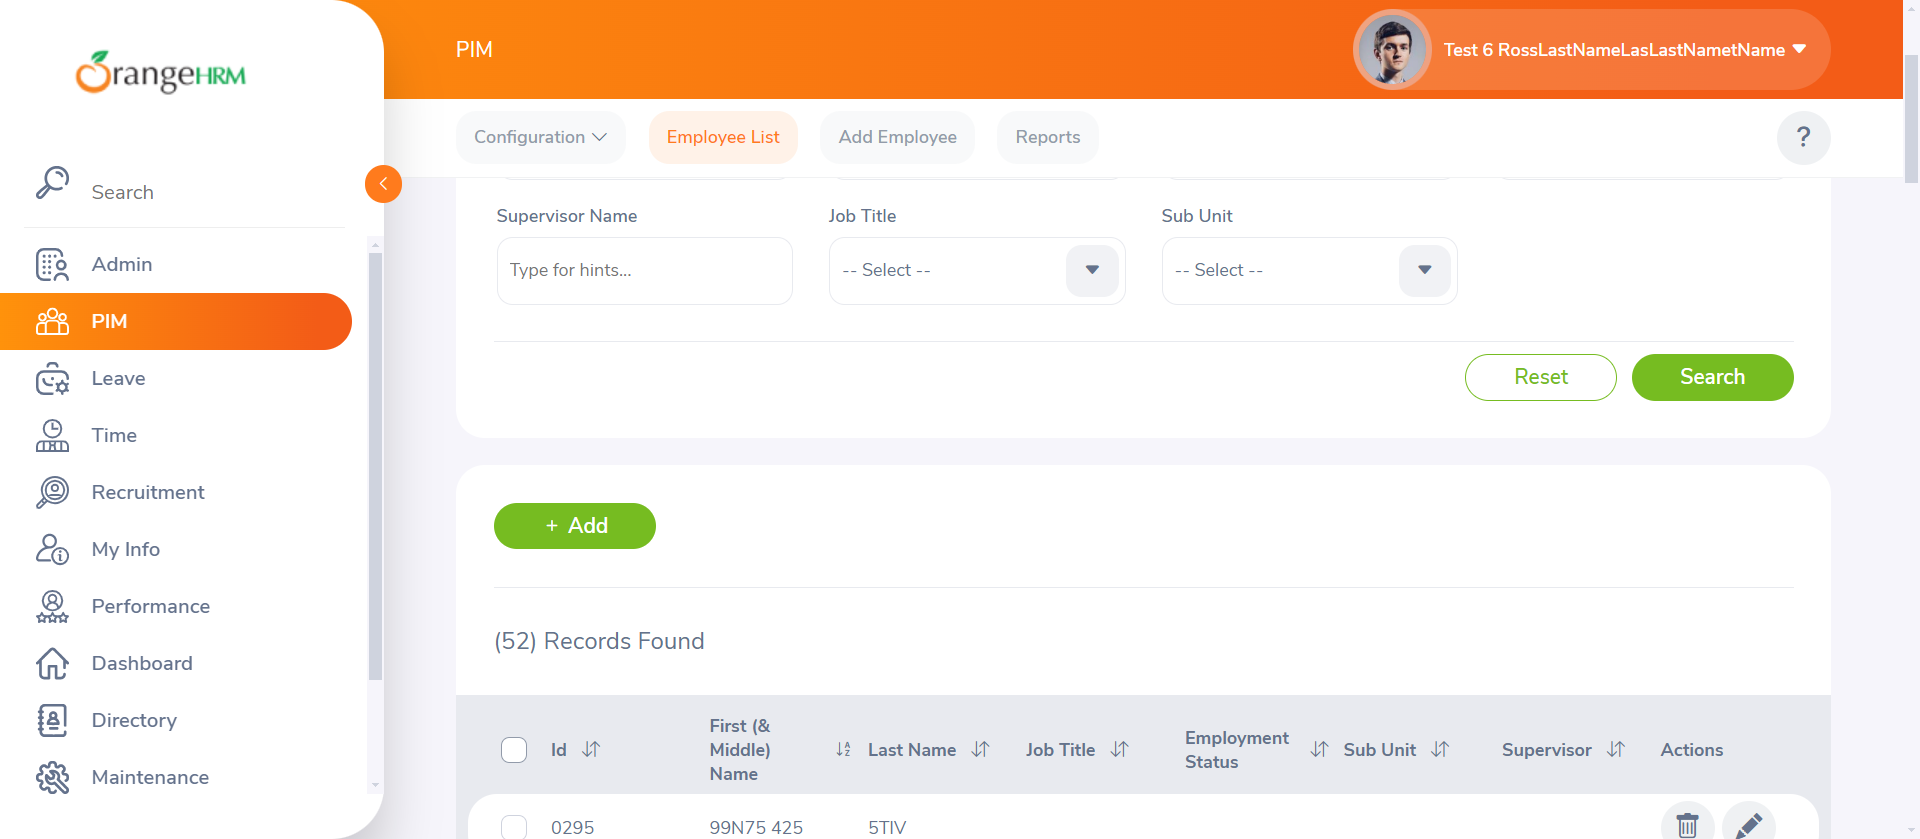 OrangeHRM
PIM
Test 6 RossLastNameLasLastNametName
Configuration
Employee List
Add Employee
Reports
?
Search
Admin
PIM
Leave
Time
Recruitment
My Info
Performance
Dashboard
Directory
Maintenance
Supervisor Name
Job Title
Sub Unit
Type for hints...
-- Select --
-- Select --
Reset
Search
+ Add
(52) Records Found
Id
First (&
Middle)
Name
Last Name
Job Title
Employment
Status
Sub Unit
Supervisor
Actions
0295
99N75 425
5TIV